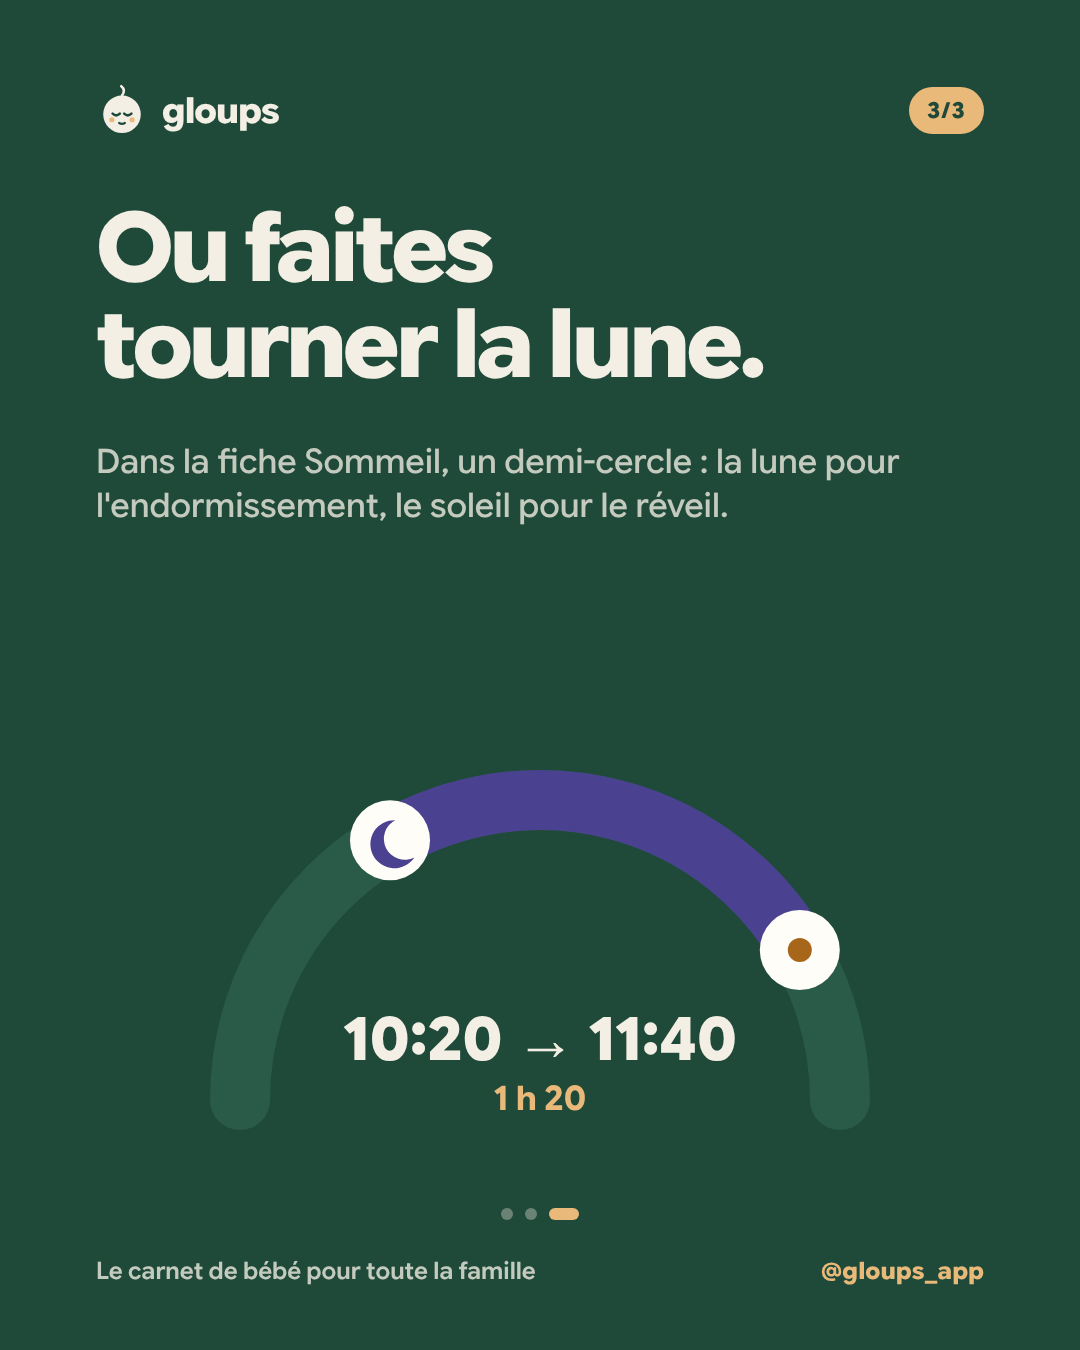 gloups
3/3
Ou faites
tourner la lune.
Dans la fiche Sommeil, un demi-cercle : la lune pour
l'endormissement, le soleil pour le réveil.
10:20 → 11:40
1 h 20
Le carnet de bébé pour toute la famille
@gloups_app